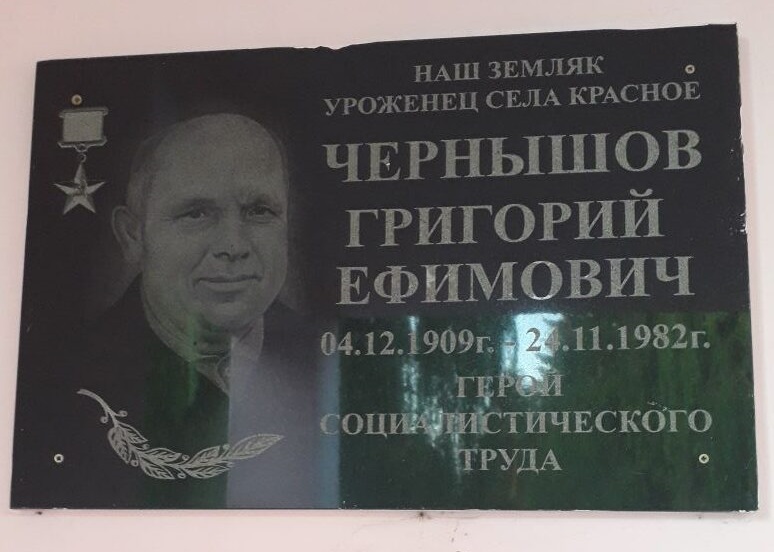 НАШ ЗЕМЛЯК
УРОЖЕНЕЦ СЕЛА КРАСНОЕ
ЧЕРНЫШОВ
ГРИГОРИЙ
ЕФИМОВИЧ
04.12.1909г. - 24.11.1982г.
ГЕРОЙ
СОЦИАЛИСТИЧЕСКОГО
ТРУДА